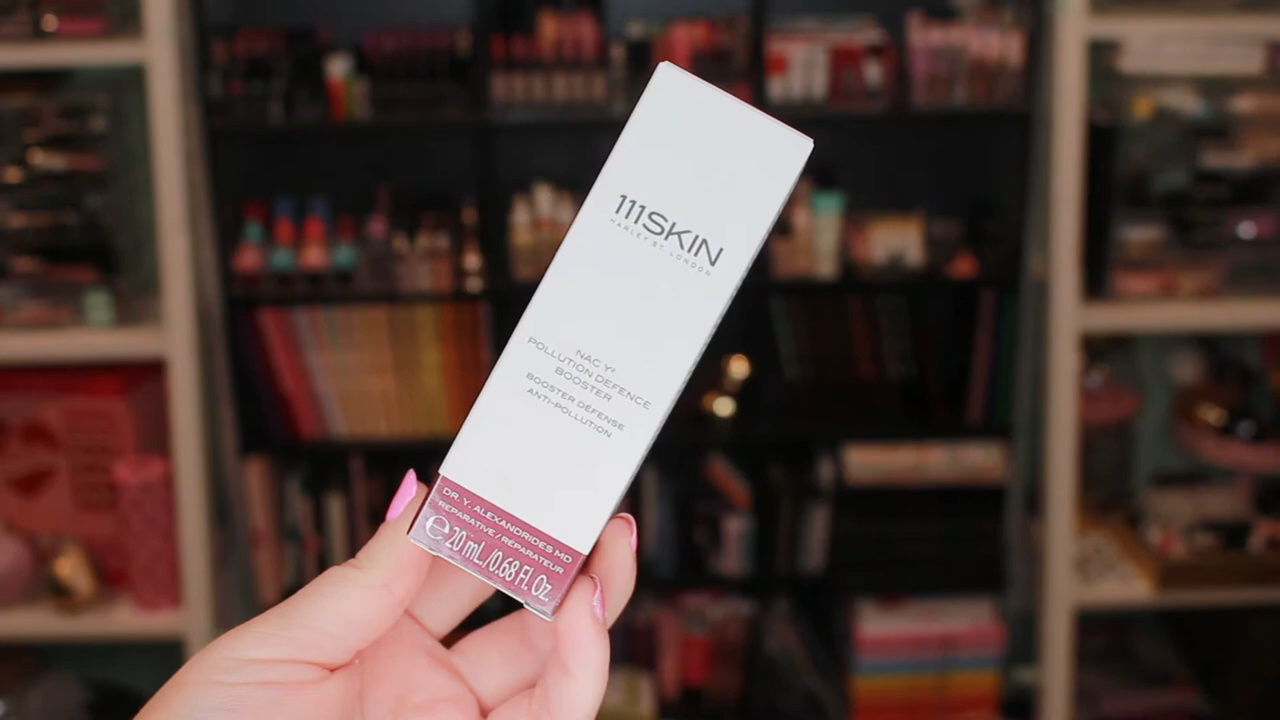 111SKIN
HARLEY ST. LONDON
NAC Y²
POLLUTION DEFENCE
BOOSTER
BOOSTER DÉFENSE
ANTI-POLLUTION
DR. Y. ALEXANDRIDES MD
REPARATIVE / RÉPARATEUR
℮ 20 mL/0.68 Fl. Oz.